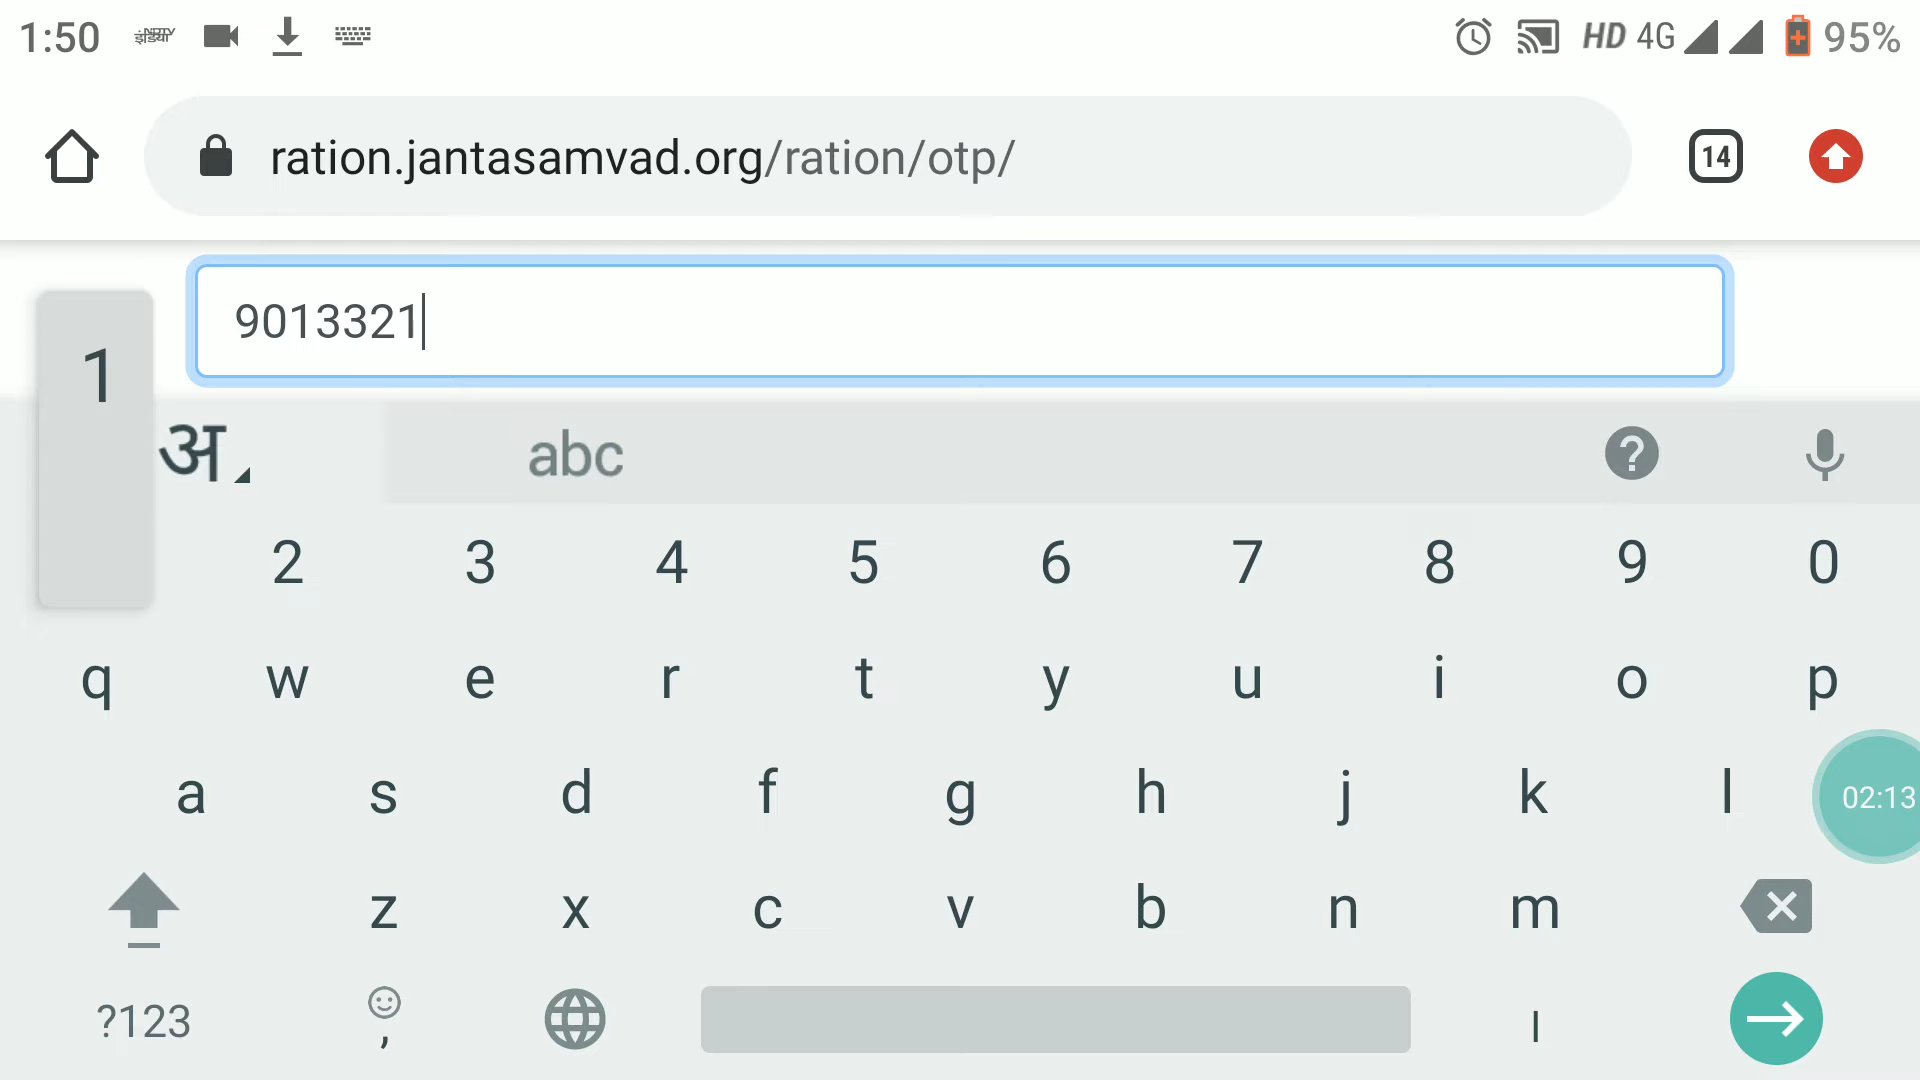 1:50 NDTV इंडिया HD 4G 95%
ration.jantasamvad.org/ration/otp/ 14
9013321
1
अ abc ?
2 3 4 5 6 7 8 9 0
q w e r t y u i o p
a s d f g h j k l 02:13
z x c v b n m
?123 , ।